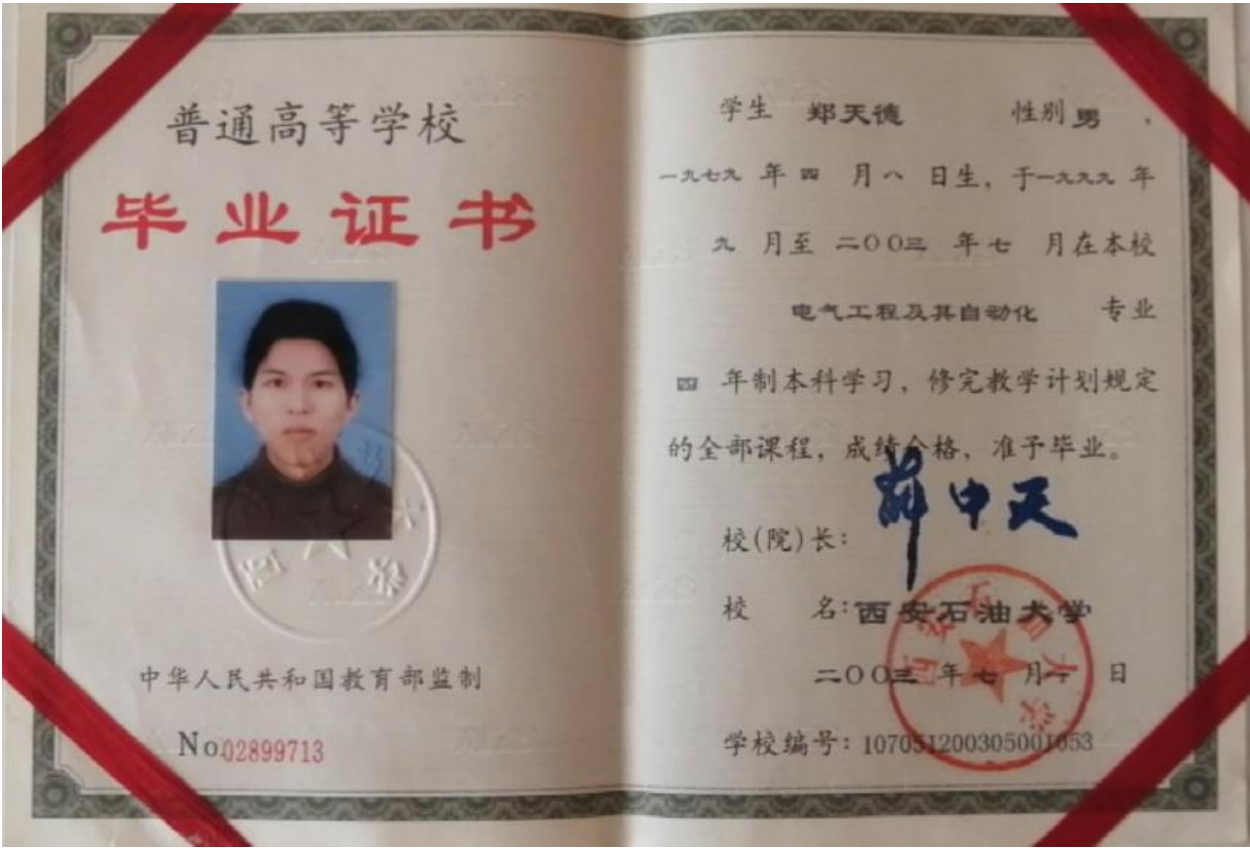 普通高等学校
毕业证书
中华人民共和国教育部监制
No.02899713
学生 郑天德 性别 男，
一九七九 年 四 月 八 日生，于一九九九 年
九 月至 二〇〇三 年 七 月在本校
电气工程及其自动化 专业
四 年制本科学习，修完教学计划规定
的全部课程，成绩合格，准予毕业。
校(院)长：
校 名：西安石油大学
二〇〇三 年 七 月 一 日
学校编号：107051200305001053